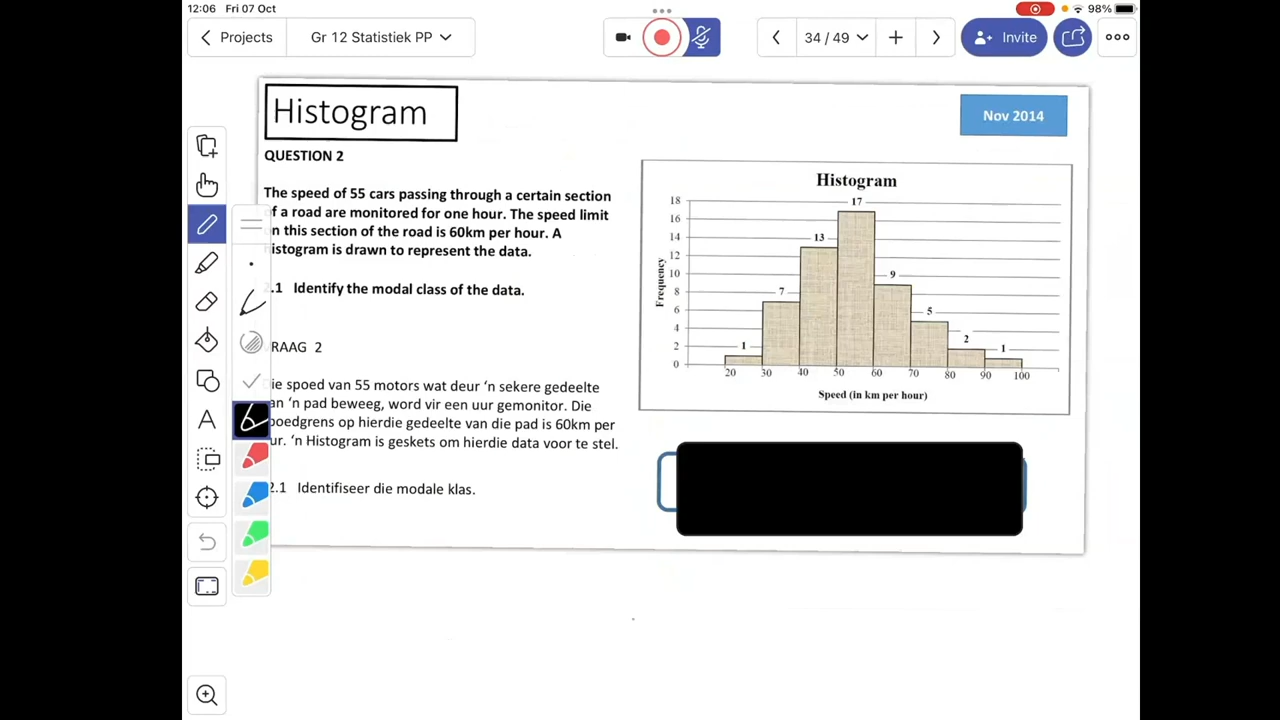 12:06 Fri 07 Oct
98%
Projects
Gr 12 Statistiek PP
34 / 49
Invite
Histogram
Nov 2014
QUESTION 2
The speed of 55 cars passing through a certain section
of a road are monitored for one hour. The speed limit
on this section of the road is 60km per hour. A
histogram is drawn to represent the data.
2.1 Identify the modal class of the data.
RAAG 2
ie spoed van 55 motors wat deur ‘n sekere gedeelte
an ‘n pad beweeg, word vir een uur gemonitor. Die
poedgrens op hierdie gedeelte van die pad is 60km per
ur. ‘n Histogram is geskets om hierdie data voor te stel.
2.1 Identifiseer die modale klas.
Histogram
Frequency
18
16
14
12
10
8
6
4
2
0
1
7
13
17
9
5
2
1
20 30 40 50 60 70 80 90 100
Speed (in km per hour)
A